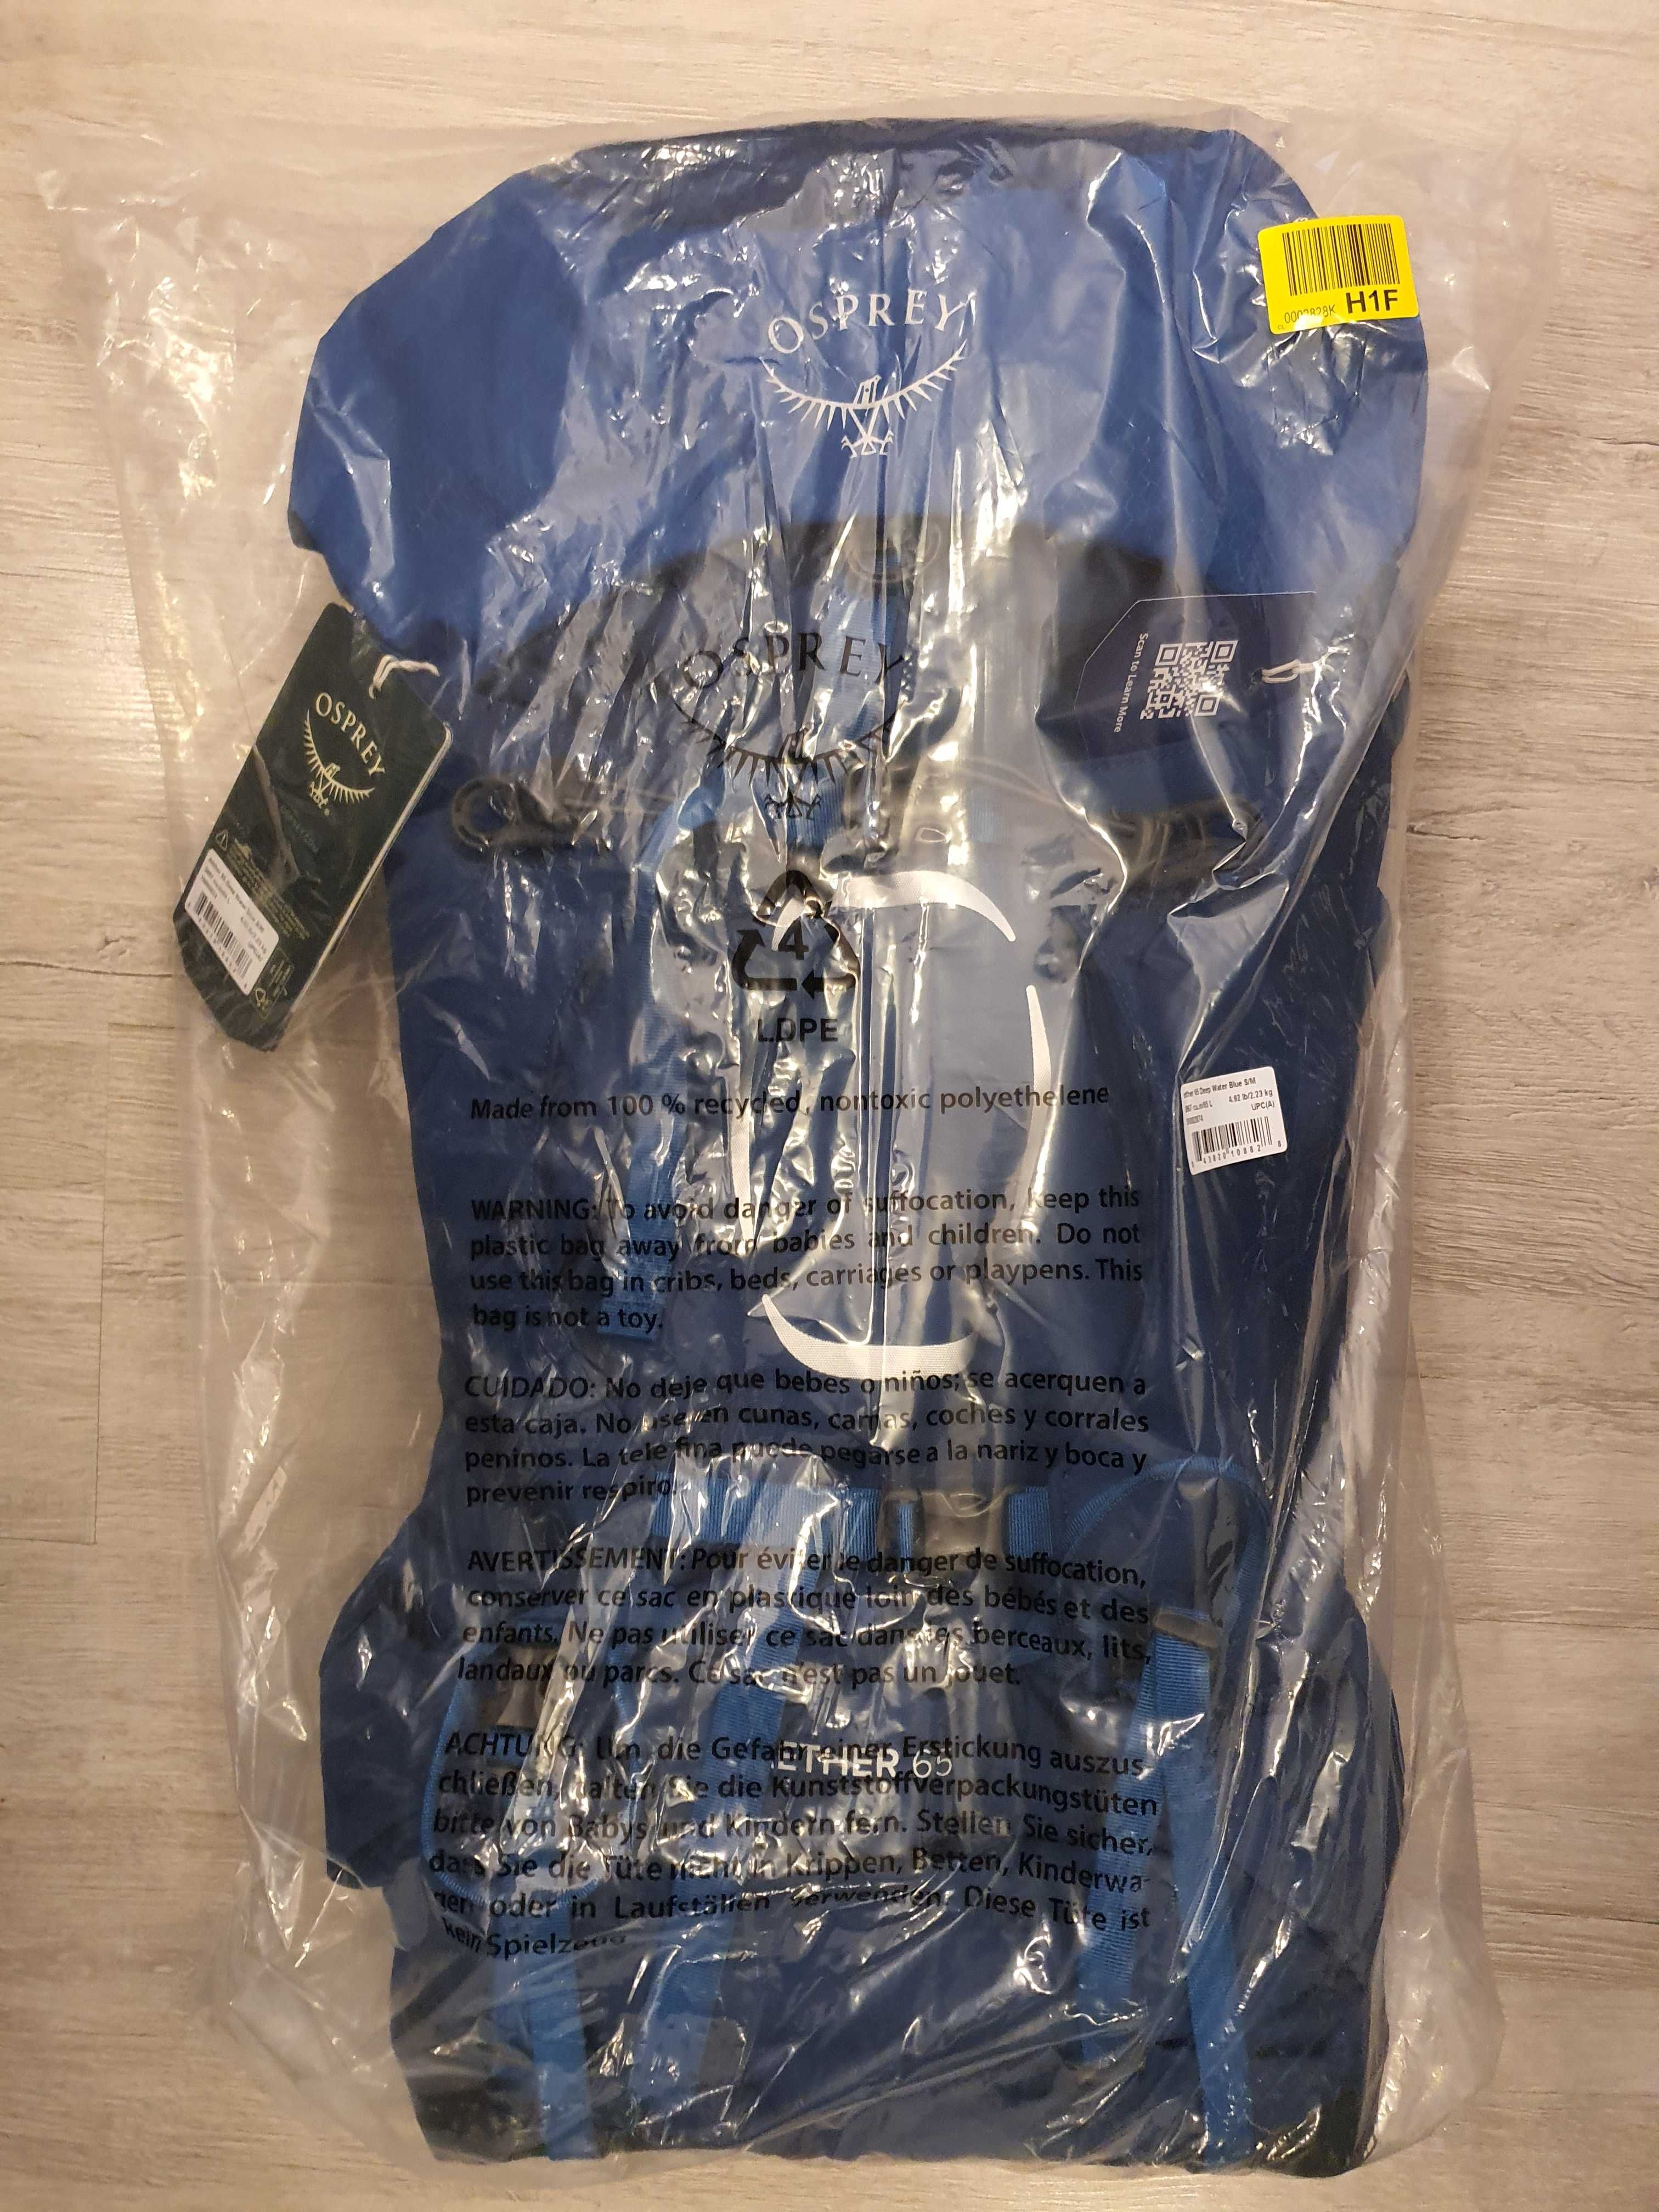 H1F
OSPREY
OSPREY
Scan to Learn More
OSPREY
4
LDPE
Made from 100 % recycled, nontoxic polyethelene
Aether 65 Deep Water Blue S/M
4.92 lb/2.23 kg
UPC(A)
WARNING: To avoid danger of suffocation, keep this
plastic bag away from babies and children. Do not
use this bag in cribs, beds, carriages or playpens. This
bag is not a toy.
CUIDADO: No deje que bebes o niños; se acerquen a
esta caja. No use en cunas, camas, coches y corrales
peninos. La tele fina puede pegarse a la nariz y boca y
prevenir respiro.
AVERTISSEMENT: Pour éviter le danger de suffocation,
conserver ce sac en plastique loin des bébés et des
enfants. Ne pas utiliser ce sac dans les berceaux, lits,
landaux ou parcs. Ce sac n'est pas un jouet.
ACHTUNG: Um die Gefahr einer Erstickung auszus-
chließen, halten Sie die Kunststoffverpackungstüten
bitte von Babys und Kindern fern. Stellen Sie sicher,
dass Sie die Tüte nicht in Krippen, Betten, Kinderwa-
gen oder in Laufställen verwenden. Diese Tüte ist
kein Spielzeug
AETHER 65